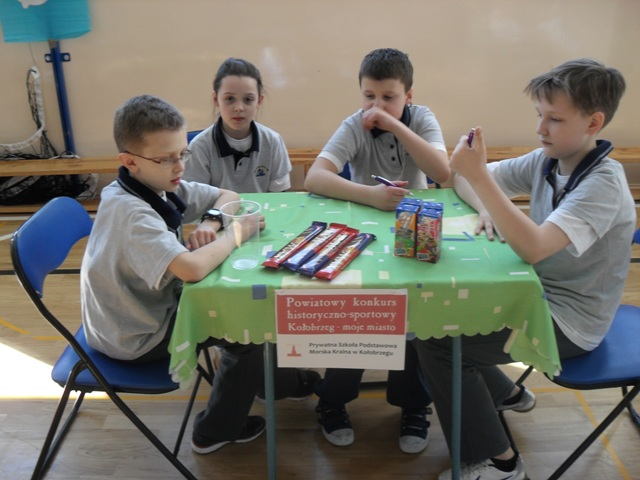 Powiatowy konkurs
historyczno-sportowy
Kołobrzeg - moje miasto
Prywatna Szkoła Podstawowa
Morska Kraina w Kołobrzegu